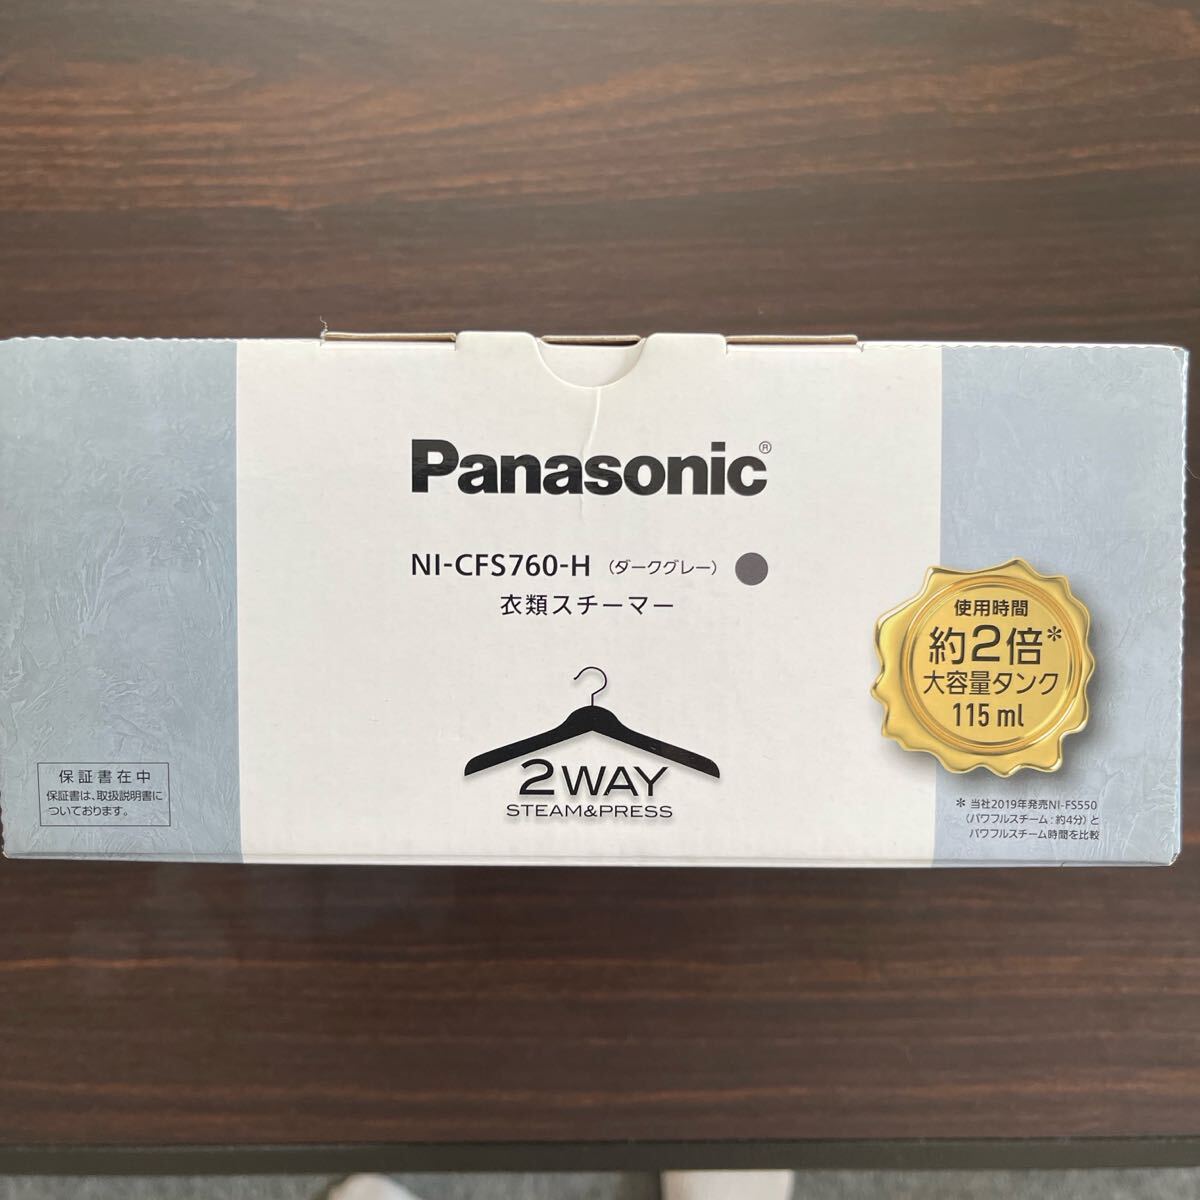 Panasonic®
NI-CFS760-H (ダークグレー)
衣類スチーマー
2WAY
STEAM&PRESS
使用時間
約2倍*
大容量タンク
115 ml
* 当社2019年発売NI-FS550
(パワフルスチーム:約4分)と
パワフルスチーム時間を比較
保証書在中
保証書は、取扱説明書に
ついております。